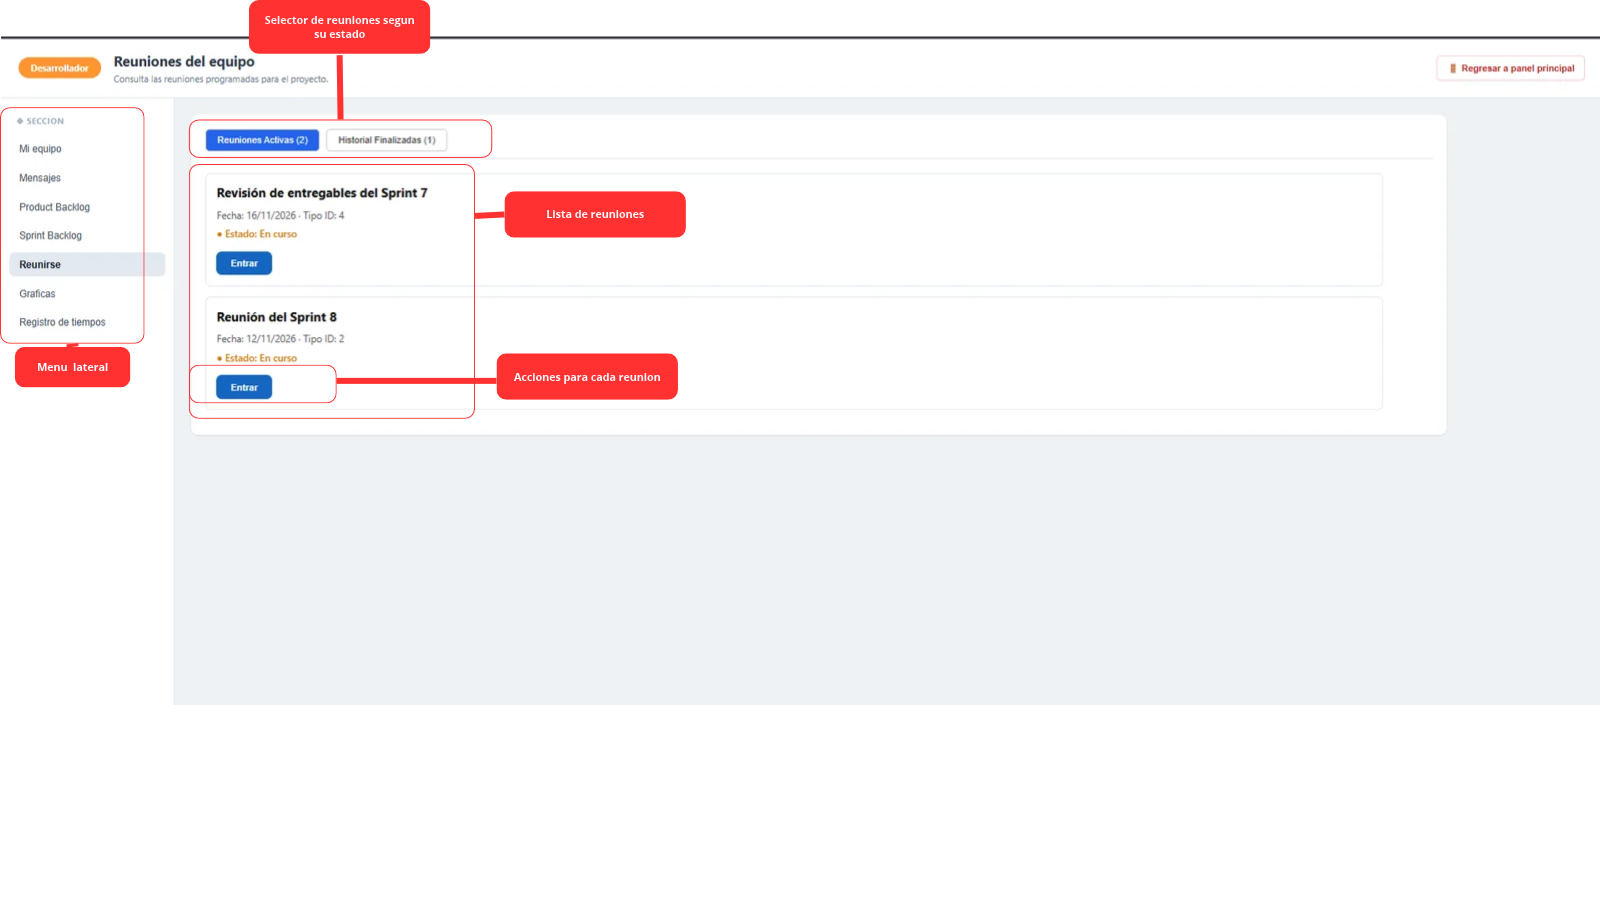 Selector de reuniones segun
su estado
Desarrollador
Reuniones del equipo
Consulta las reuniones programadas para el proyecto.
Regresar a panel principal
SECCION
Mi equipo
Mensajes
Product Backlog
Sprint Backlog
Reunirse
Graficas
Registro de tiempos
Menu lateral
Reuniones Activas (2)
Historial Finalizadas (1)
Revisión de entregables del Sprint 7
Fecha: 16/11/2026 - Tipo ID: 4
● Estado: En curso
Entrar
Lista de reuniones
Reunión del Sprint 8
Fecha: 12/11/2026 - Tipo ID: 2
● Estado: En curso
Entrar
Acciones para cada reunion